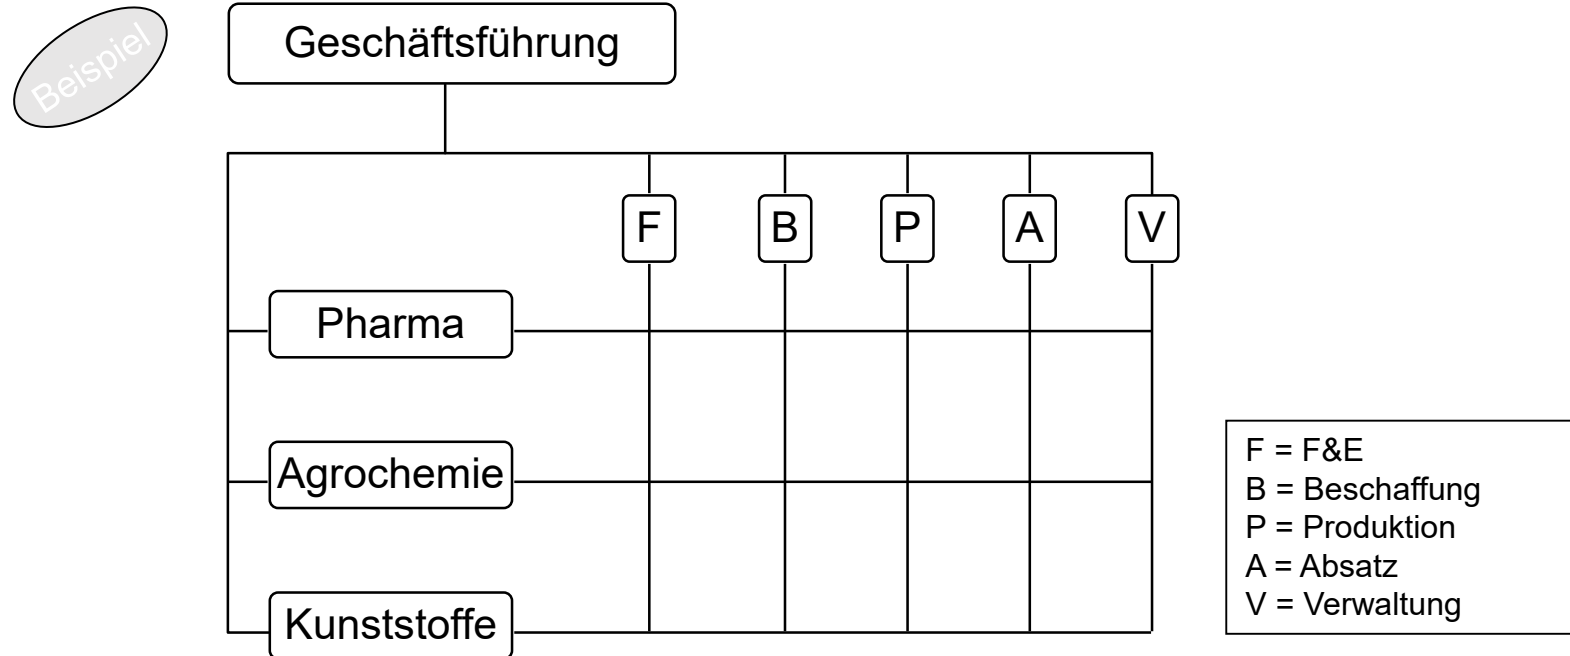 Beispiel
Geschäftsführung
F B P A V
Pharma
Agrochemie
Kunststoffe
F = F&E
B = Beschaffung
P = Produktion
A = Absatz
V = Verwaltung